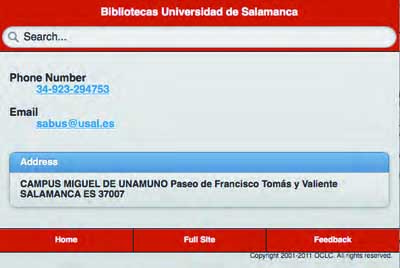 Bibliotecas Universidad de Salamanca
Search...
Phone Number
34-923-294753
Email
sabus@usal.es
Address
CAMPUS MIGUEL DE UNAMUNO Paseo de Francisco Tomás y Valiente
SALAMANCA ES 37007
Home Full Site Feedback
Copyright 2001-2011 OCLC. All rights reserved.